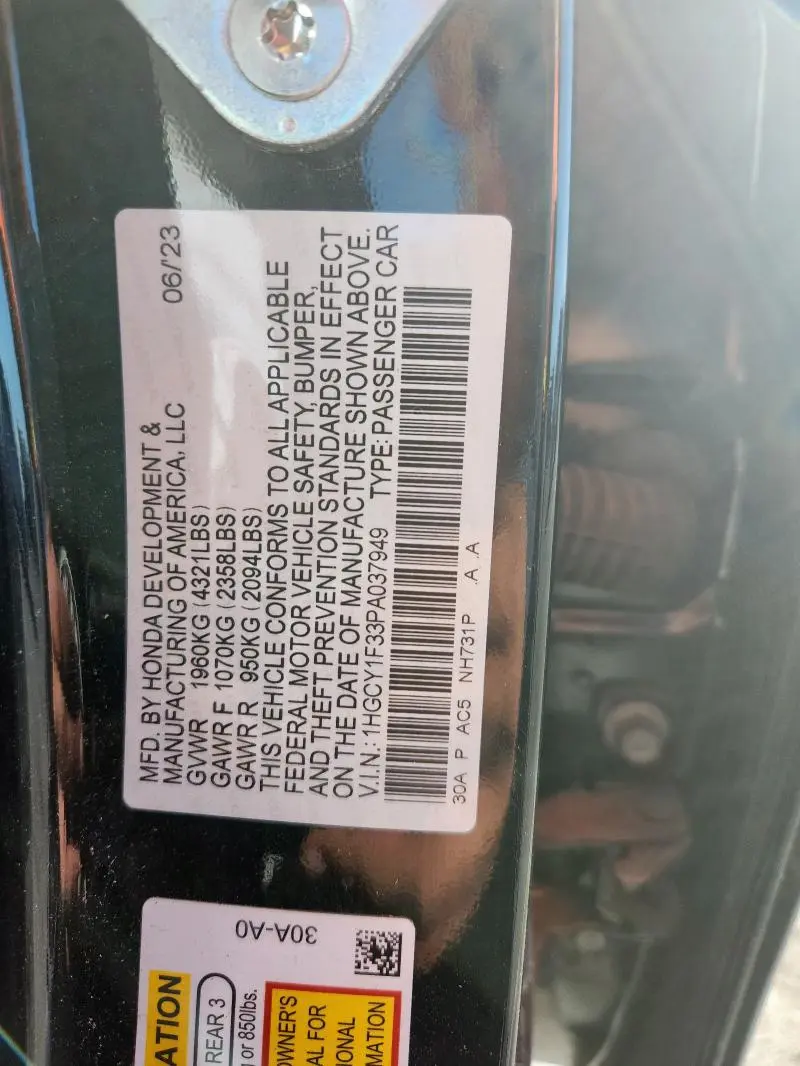 MFD. BY HONDA DEVELOPMENT &
MANUFACTURING OF AMERICA, LLC 06/'23
GVWR 1960KG (4321LBS)
GAWR F 1070KG (2358LBS)
GAWR R 950KG (2094LBS)
THIS VEHICLE CONFORMS TO ALL APPLICABLE
FEDERAL MOTOR VEHICLE SAFETY, BUMPER,
AND THEFT PREVENTION STANDARDS IN EFFECT
ON THE DATE OF MANUFACTURE SHOWN ABOVE.
V.I.N.: 1HGCY1F33PA037949 TYPE: PASSENGER CAR
30A P AC5 NH731P A A
30A-A0
ATION
REAR 3
or 850lbs.
OWNER'S
AL FOR
IONAL
MATION